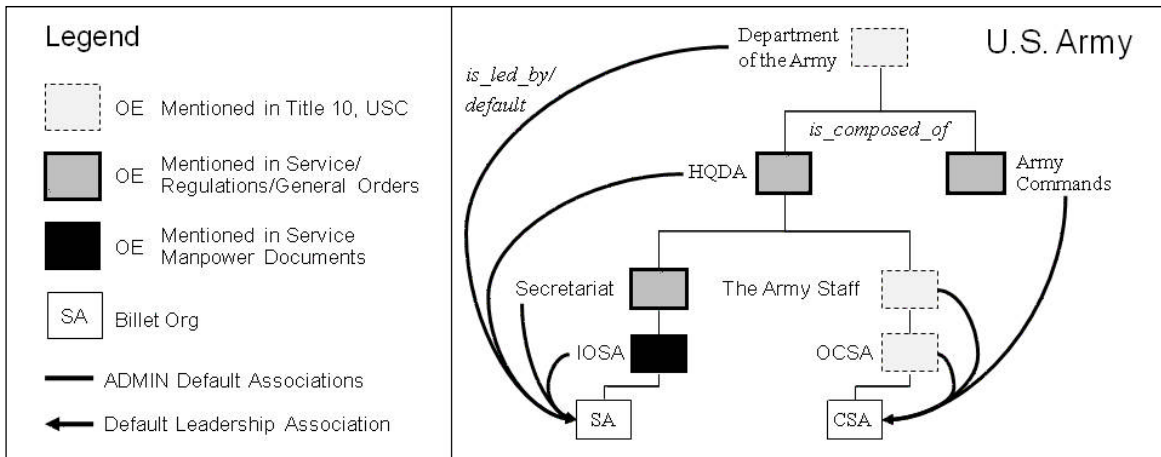 Legend
OE Mentioned in Title 10, USC
OE Mentioned in Service/
Regulations/General Orders
OE Mentioned in Service
Manpower Documents
SA Billet Org
ADMIN Default Associations
Default Leadership Association
U.S. Army
Department
of the Army
is_led_by/
default
is_composed_of
HQDA
Army
Commands
Secretariat
The Army Staff
IOSA
OCSA
SA
CSA